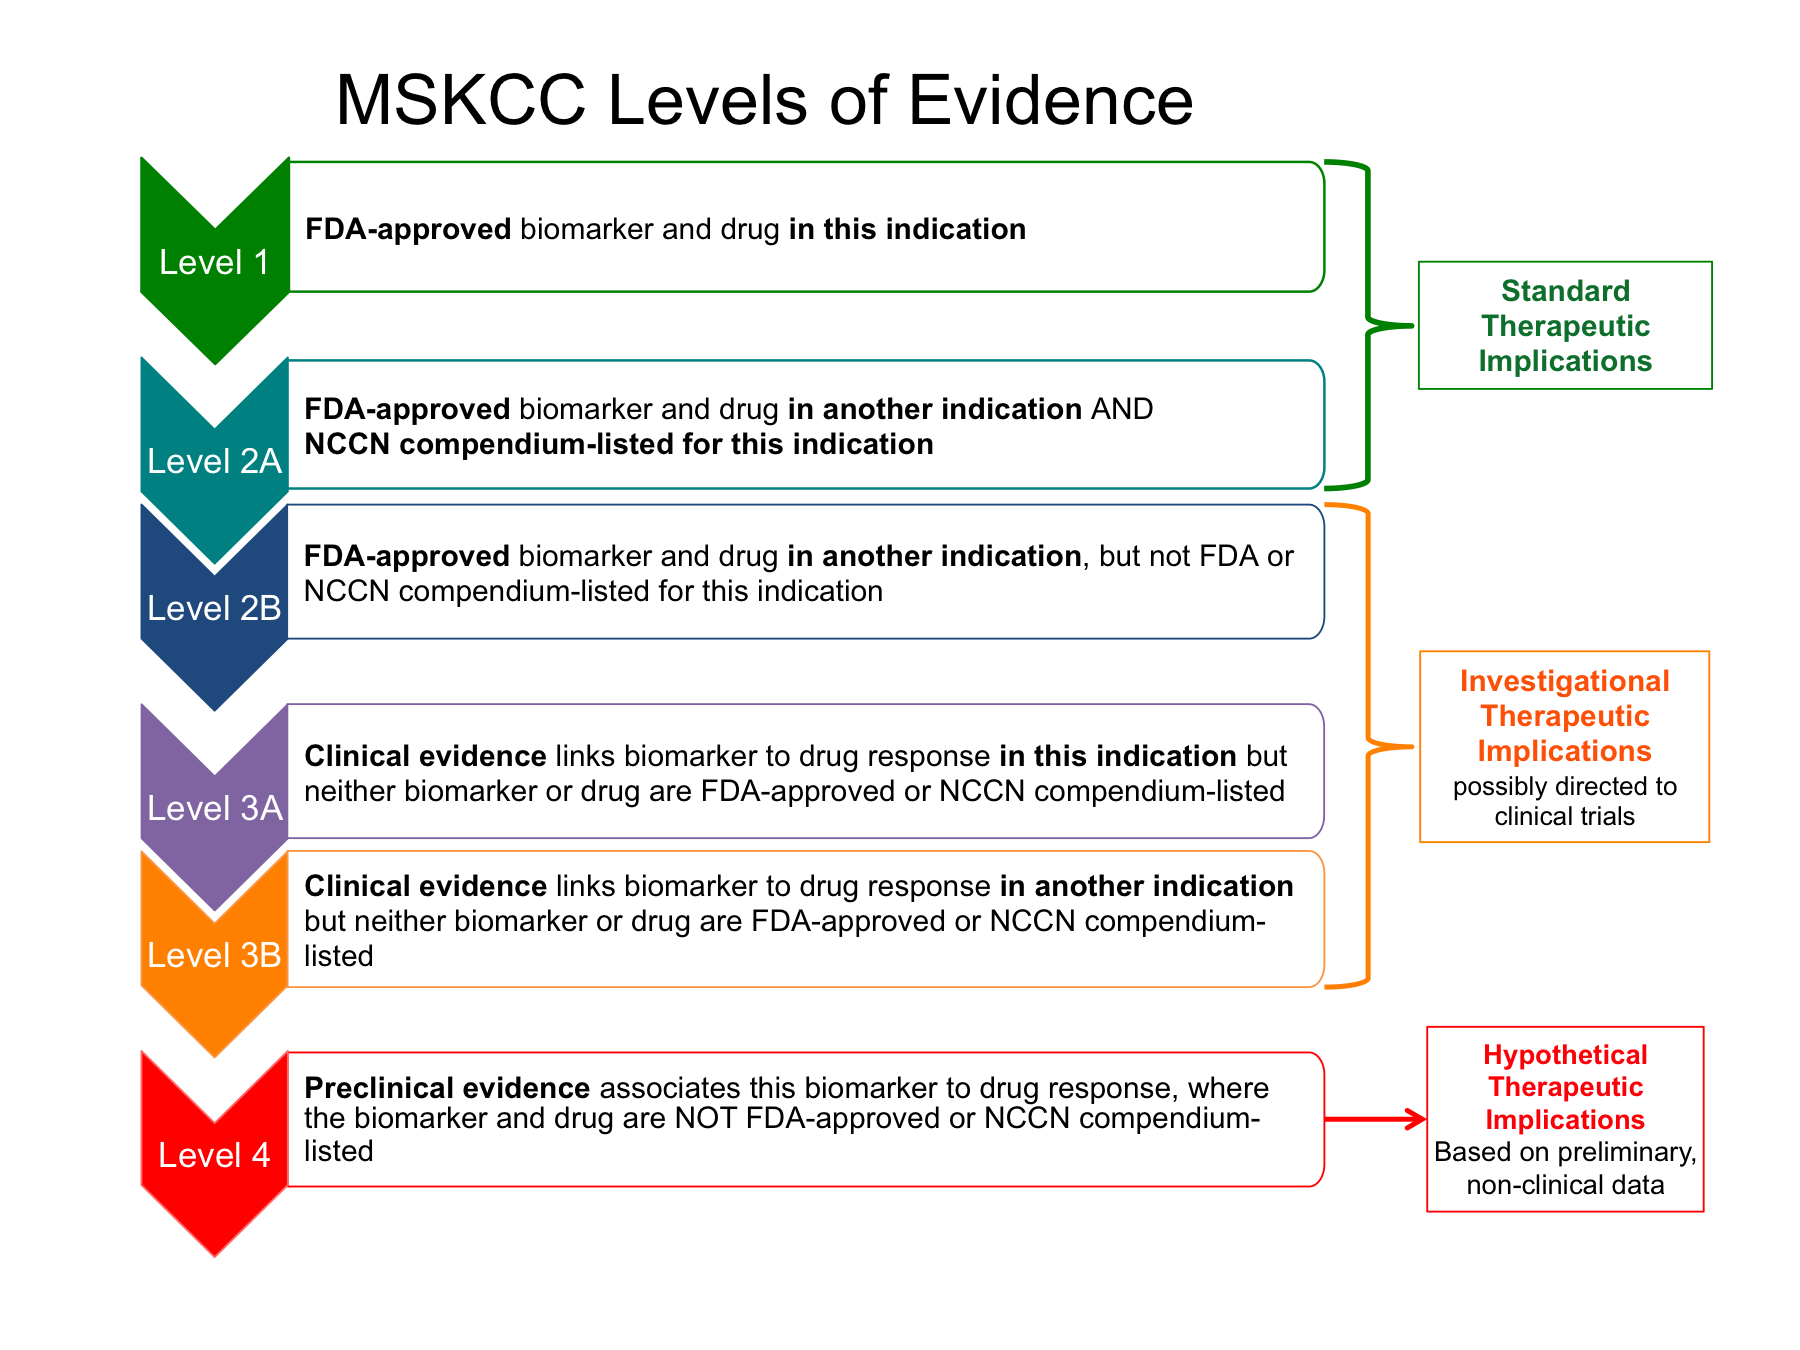 MSKCC Levels of Evidence
Level 1
FDA-approved biomarker and drug in this indication
Standard
Therapeutic
Implications
Level 2A
FDA-approved biomarker and drug in another indication AND
NCCN compendium-listed for this indication
Level 2B
FDA-approved biomarker and drug in another indication, but not FDA or
NCCN compendium-listed for this indication
Level 3A
Clinical evidence links biomarker to drug response in this indication but
neither biomarker or drug are FDA-approved or NCCN compendium-listed
Investigational
Therapeutic
Implications
possibly directed to
clinical trials
Level 3B
Clinical evidence links biomarker to drug response in another indication
but neither biomarker or drug are FDA-approved or NCCN compendium-
listed
Level 4
Preclinical evidence associates this biomarker to drug response, where
the biomarker and drug are NOT FDA-approved or NCCN compendium-
listed
Hypothetical
Therapeutic
Implications
Based on preliminary,
non-clinical data